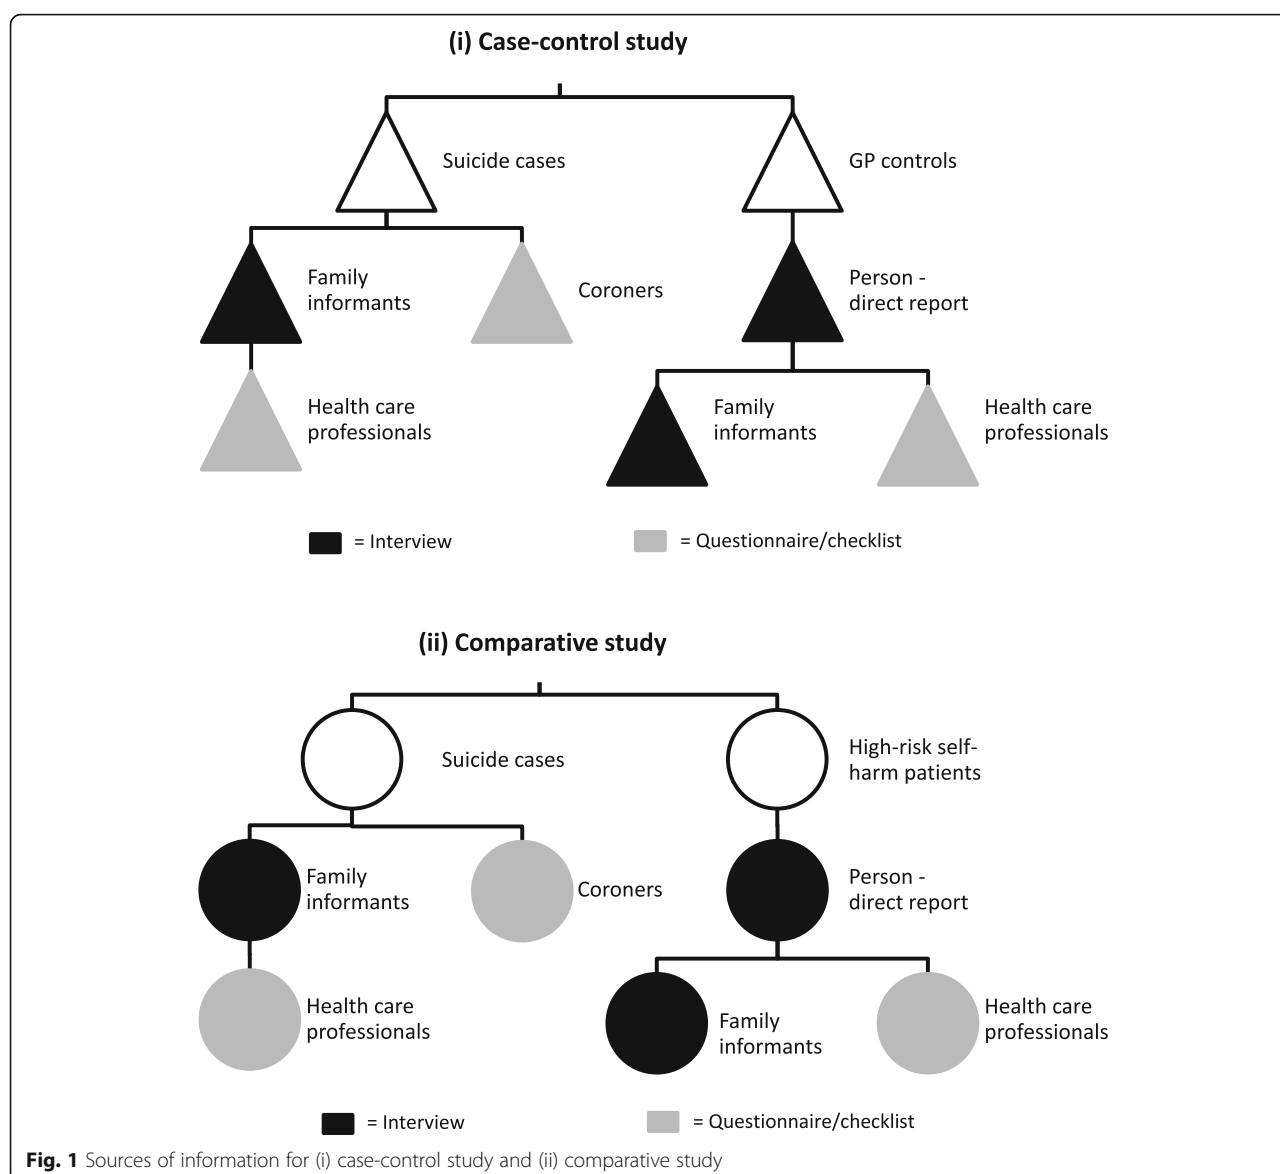 (i) Case-control study
Suicide cases
GP controls
Family
informants
Coroners
Person -
direct report
Health care
professionals
Family
informants
Health care
professionals
= Interview
= Questionnaire/checklist
(ii) Comparative study
Suicide cases
High-risk self-
harm patients
Family
informants
Coroners
Person -
direct report
Health care
professionals
Family
informants
Health care
professionals
= Interview
= Questionnaire/checklist
Fig. 1 Sources of information for (i) case-control study and (ii) comparative study